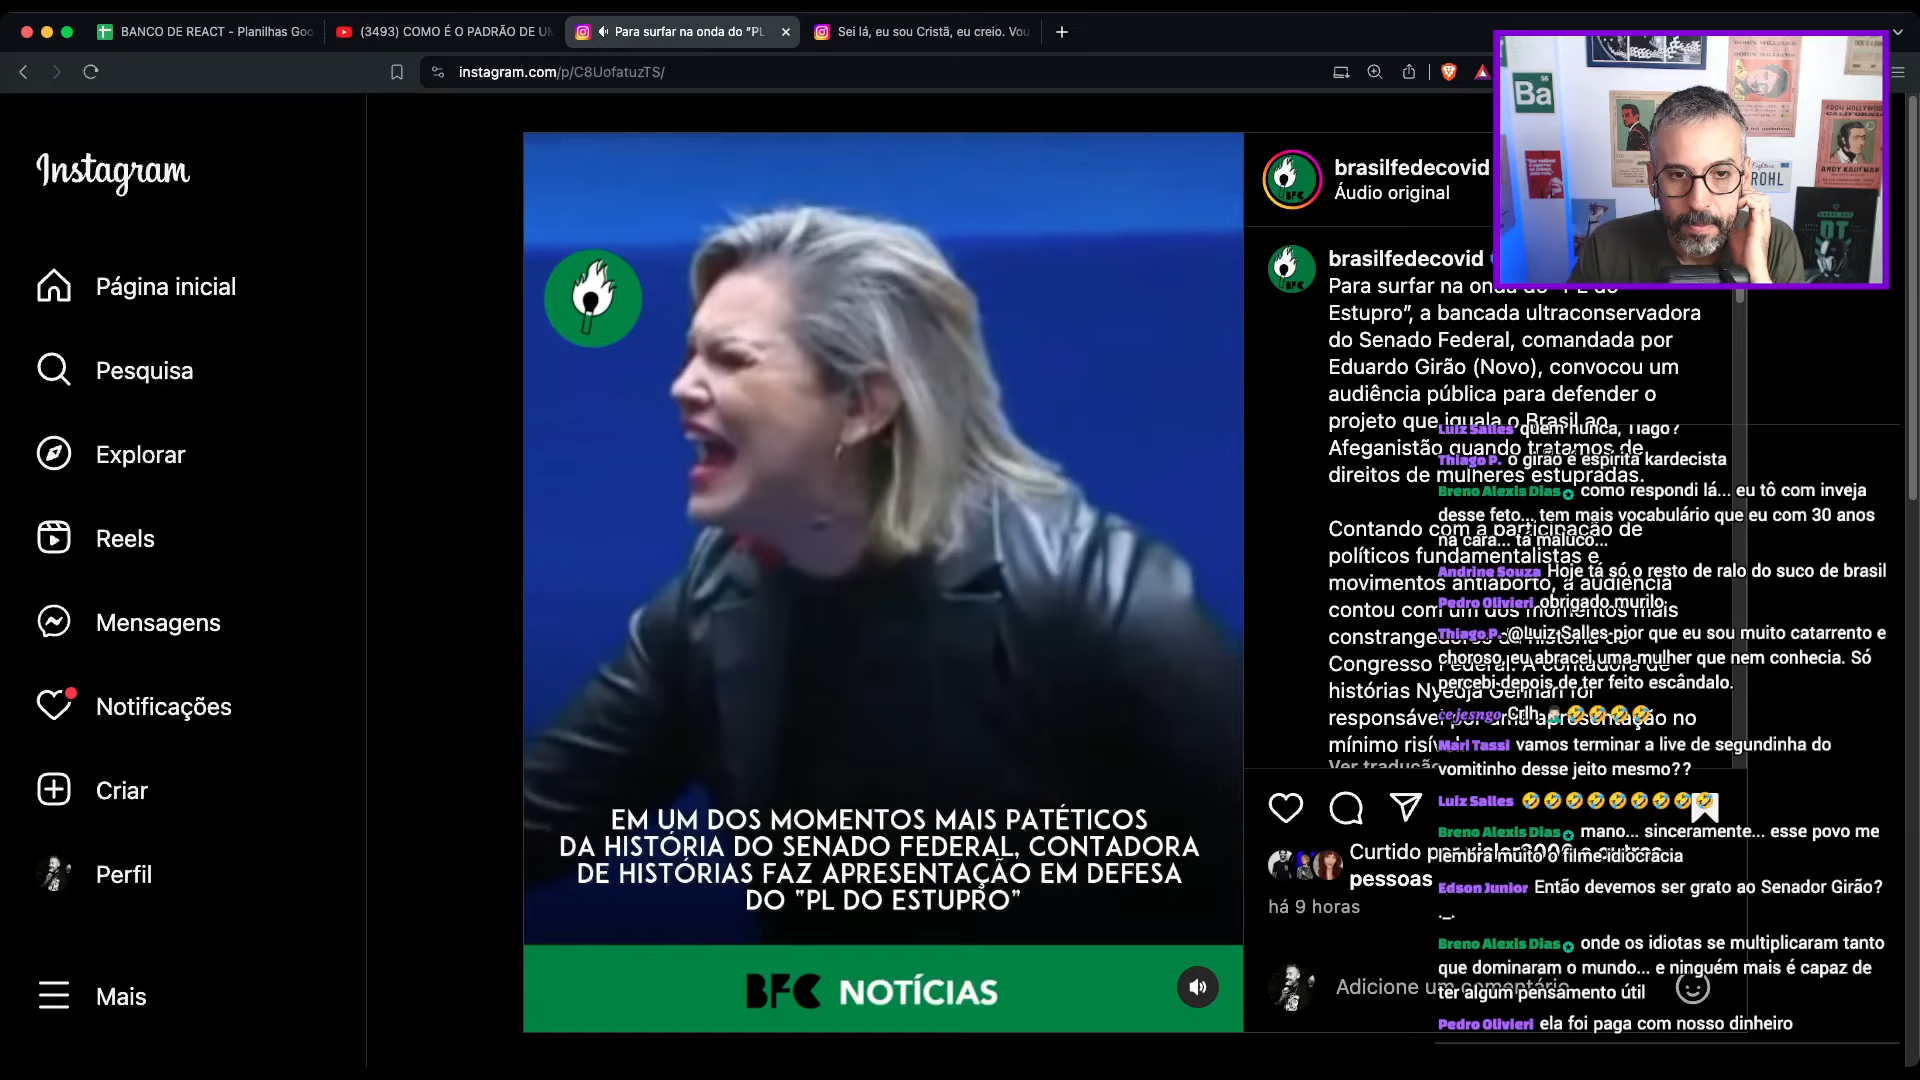 BANCO DE REACT - Planilhas Goo
(3493) COMO É O PADRÃO DE UM
Para surfar na onda do "PL
Sei lá, eu sou Cristã, eu creio. Vou
instagram.com/p/C8UofatuzTS/
Instagram
Página inicial
Pesquisa
Explorar
Reels
Mensagens
Notificações
Criar
Perfil
Mais
EM UM DOS MOMENTOS MAIS PATÉTICOS
DA HISTÓRIA DO SENADO FEDERAL, CONTADORA
DE HISTÓRIAS FAZ APRESENTAÇÃO EM DEFESA
DO "PL DO ESTUPRO"
BFC NOTÍCIAS
BFC
56
Ba
ROHL
FROM HOLLYWOOD
CALIFORNIA
ANDY KAUFMAN
brasilfedecovid
Áudio original
brasilfedecovid
Para surfar na onda do "PL do
Estupro", a bancada ultraconservadora
do Senado Federal, comandada por
Eduardo Girão (Novo), convocou um
audiência pública para defender o
projeto que iguala o Brasil ao
Afeganistão quando tratamos de
direitos de mulheres estupradas.
Contando com a participação de
políticos fundamentalistas e
movimentos antiaborto, a audiência
contou com um dos momentos mais
constrangedores da história do
Congresso Federal. A contadora de
histórias Nyedja Gennari foi
responsável por uma apresentação no
mínimo risív
Ver tradução
Curtido por
pessoas
há 9 horas
Adicione um comentário
Luiz Salles quem nunca, Tiago?
Thiago P. o girão é espírita kardecista
Breno Alexis Dias como respondi lá... eu tô com inveja
desse feto... tem mais vocabulário que eu com 30 anos
na cara... tá maluco...
Andrine Souza Hoje tá só o resto de ralo do suco de brasil
Pedro Olivieri obrigado murilo
Thiago P. @Luiz Salles pior que eu sou muito catarrento e
choroso, eu abracei uma mulher que nem conhecia. Só
percebi depois de ter feito escândalo.
cejesngo Crlh 🤦🏻‍♂️🤣🤣🤣🤣
Mari Tassi vamos terminar a live de segundinha do
vomitinho desse jeito mesmo??
Luiz Salles 🤣🤣🤣🤣🤣🤣🤣🤣🤣
Breno Alexis Dias mano... sinceramente... esse povo me
lembra muito o filme idiocracia
Edson Junior Então devemos ser grato ao Senador Girão?
._.
Breno Alexis Dias onde os idiotas se multiplicaram tanto
que dominaram o mundo... e ninguém mais é capaz de
ter algum pensamento útil
Pedro Olivieri ela foi paga com nosso dinheiro